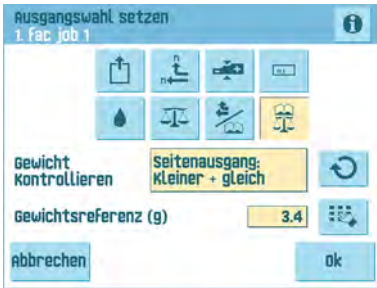 Ausgangswahl setzen
1. Fac job 1
n
n
Gewicht
Kontrollieren
Seitenausgang:
Kleiner + gleich
Gewichtsreferenz (g)
3.4
Abbrechen
Ok